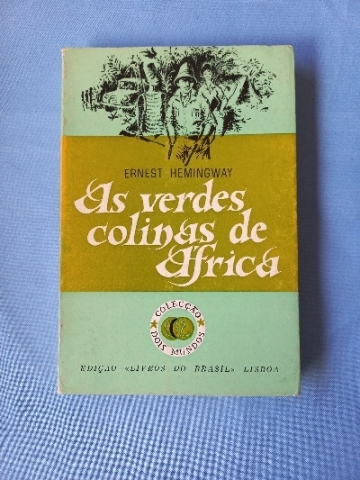 ERNEST HEMINGWAY
As verdes
colinas de
África
COLECÇÃO
DOIS MUNDOS
EDIÇÃO «LIVROS DO BRASIL» LISBOA